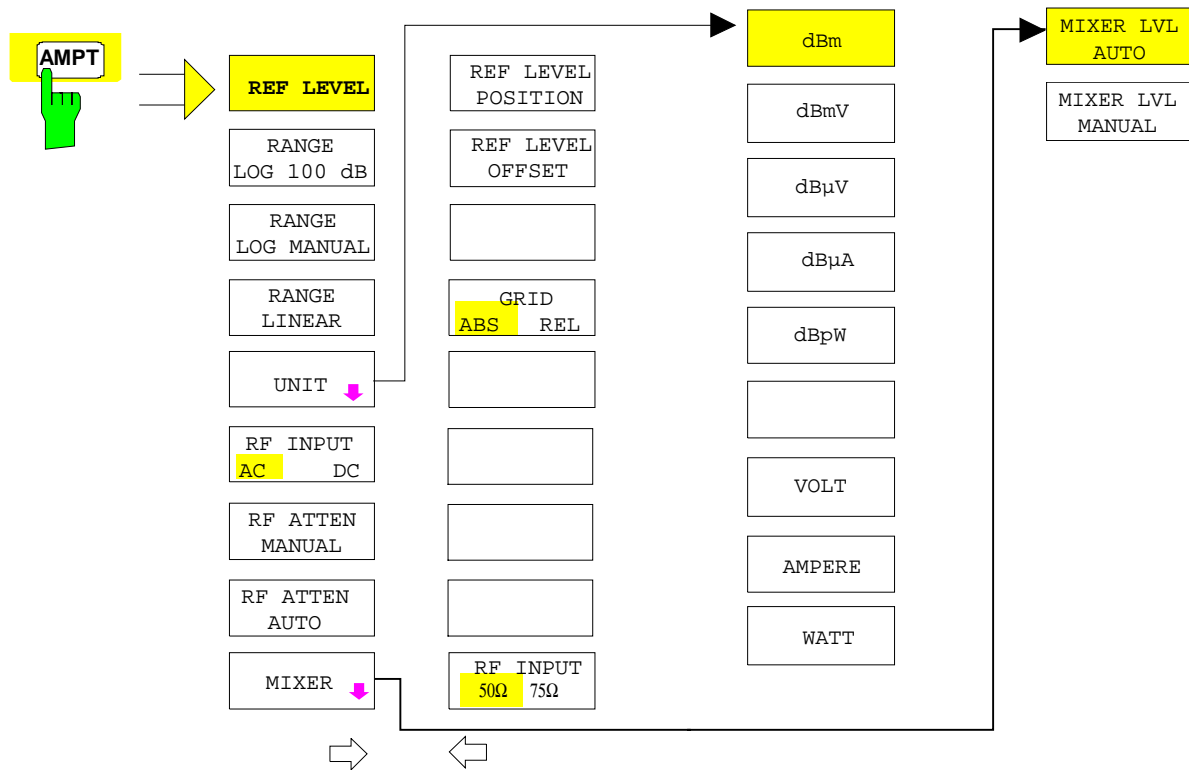 AMPT
REF LEVEL
RANGE
LOG 100 dB
RANGE
LOG MANUAL
RANGE
LINEAR
UNIT
RF INPUT
AC DC
RF ATTEN
MANUAL
RF ATTEN
AUTO
MIXER
REF LEVEL
POSITION
REF LEVEL
OFFSET
GRID
ABS REL
RF INPUT
50Ω 75Ω
dBm
dBmV
dBµV
dBµA
dBpW
VOLT
AMPERE
WATT
MIXER LVL
AUTO
MIXER LVL
MANUAL